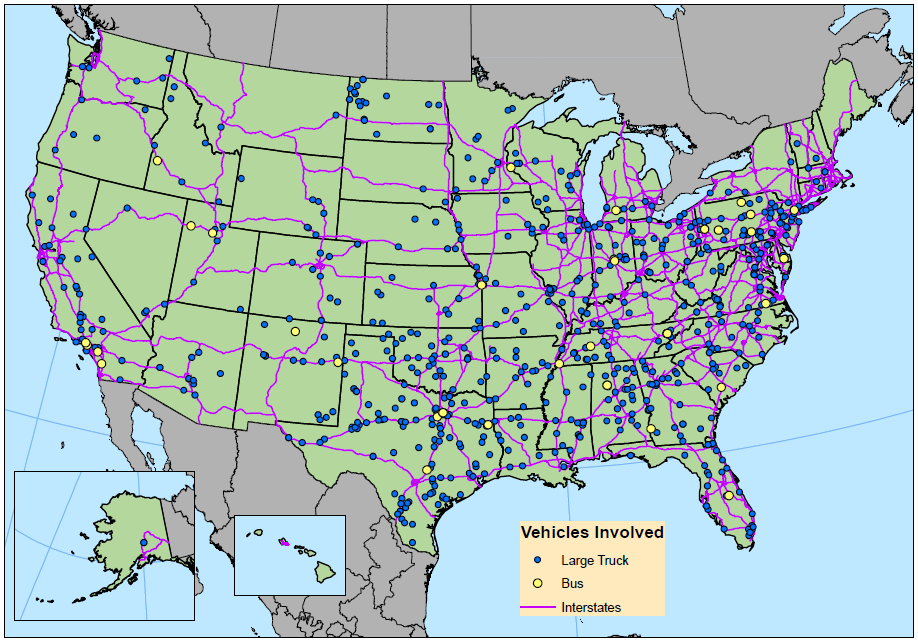 Vehicles Involved
Large Truck
Bus
Interstates